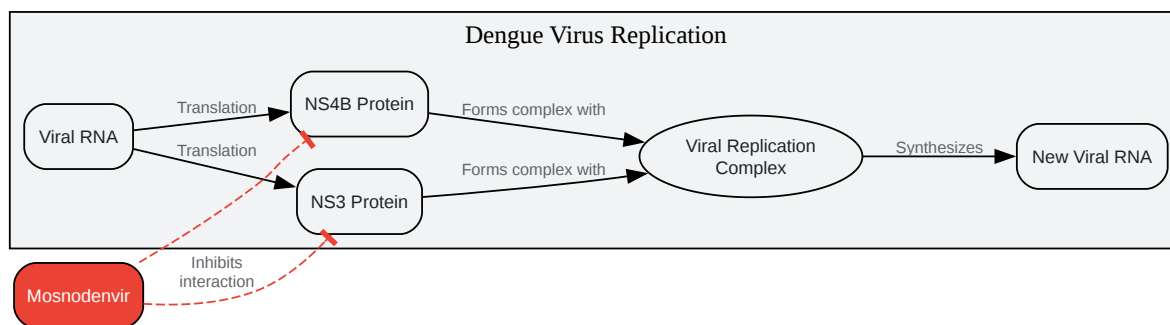 Dengue Virus Replication
Translation
NS4B Protein
Forms complex with
Viral RNA
Translation
Viral Replication
Complex
Synthesizes
New Viral RNA
Forms complex with
NS3 Protein
Inhibits
interaction
Mosnodenvir